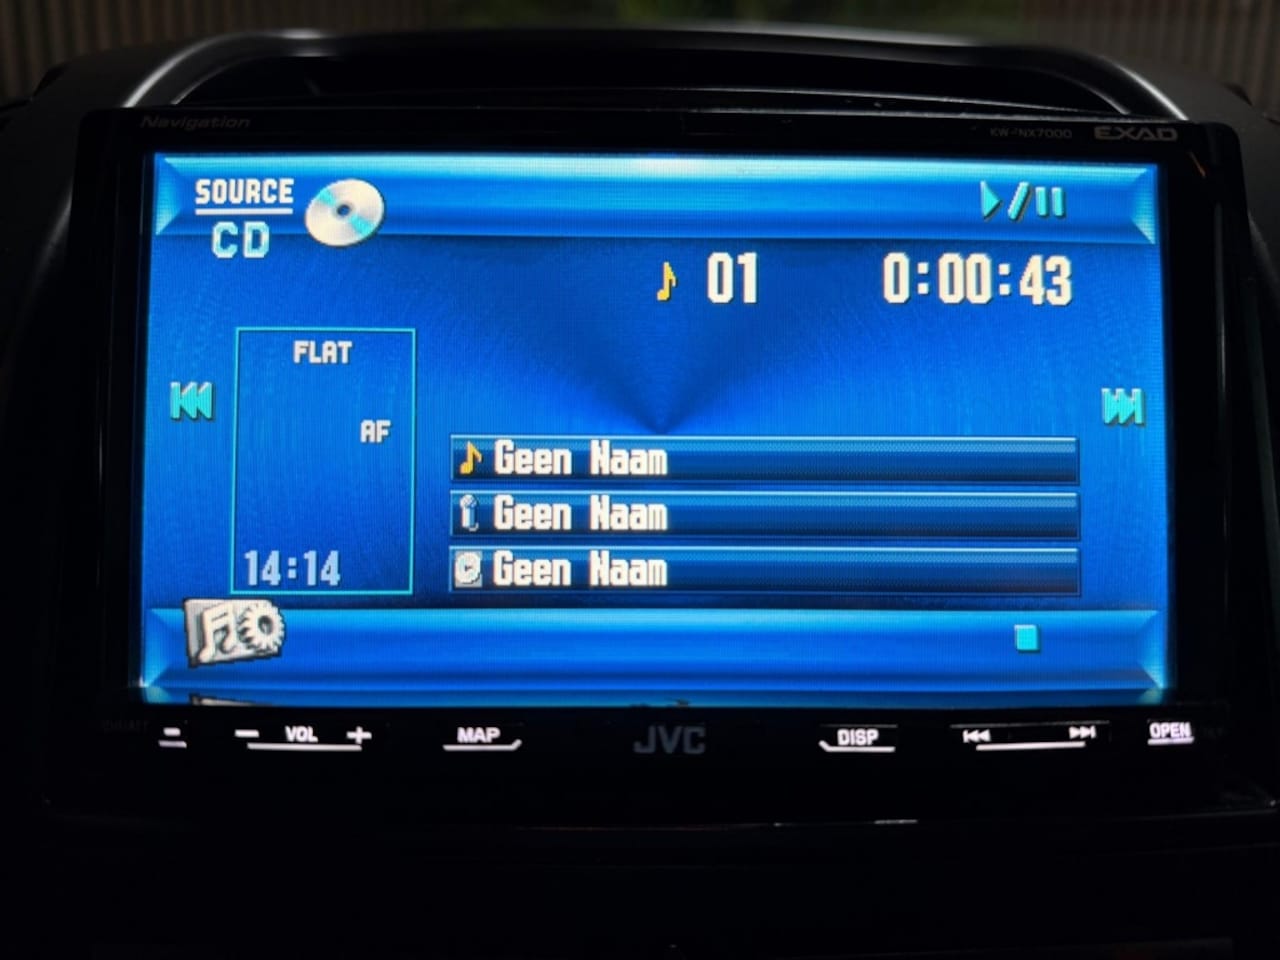 Navigation
KW-NX7000 EXAD
SOURCE
CD
01 0:00:43
FLAT
AF
Geen Naam
Geen Naam
Geen Naam
14:14
VOL
MAP
JVC
DISP
OPEN